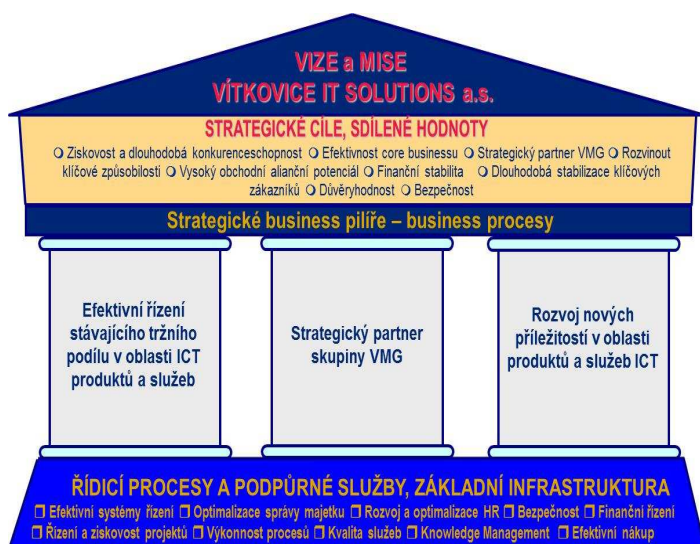 VIZE a MISE
VÍTKOVICE IT SOLUTIONS a.s.
STRATEGICKÉ CÍLE, SDÍLENÉ HODNOTY
❍ Ziskovost a dlouhodobá konkurenceschopnost ❍ Efektivnost core businessu ❍ Strategický partner VMG ❍ Rozvinout
klíčové způsobilosti ❍ Vysoký obchodní alianční potenciál ❍ Finanční stabilita ❍ Dlouhodobá stabilizace klíčových
zákazníků ❍ Důvěryhodnost ❍ Bezpečnost
Strategické business pilíře – business procesy
Efektivní řízení
stávajícího tržního
podílu v oblasti ICT
produktů a služeb
Strategický partner
skupiny VMG
Rozvoj nových
příležitostí v oblasti
produktů a služeb ICT
ŘÍDICÍ PROCESY A PODPŮRNÉ SLUŽBY, ZÁKLADNÍ INFRASTRUKTURA
❒ Efektivní systémy řízení ❒ Optimalizace správy majetku ❒ Rozvoj a optimalizace HR ❒ Bezpečnost ❒ Finanční řízení
❒ Řízení a ziskovost projektů ❒ Výkonnost procesů ❒ Kvalita služeb ❒ Knowledge Management ❒ Efektivní nákup